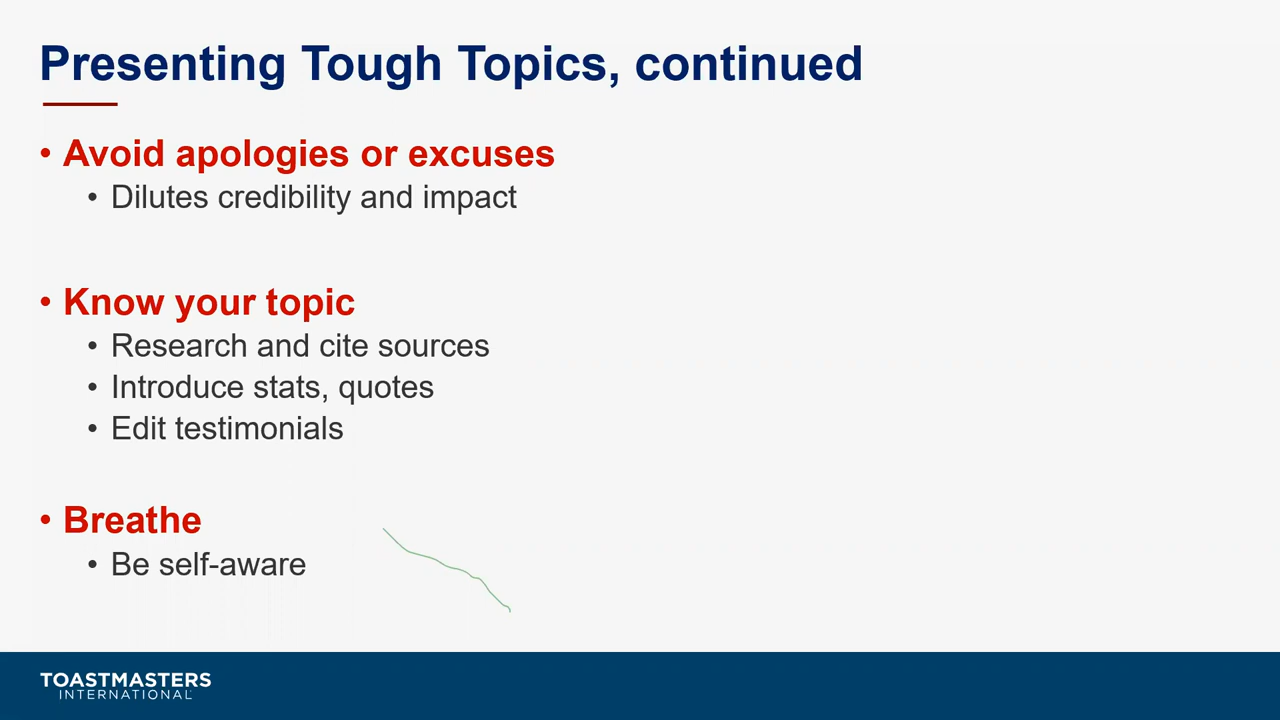 Presenting Tough Topics, continued
• Avoid apologies or excuses
• Dilutes credibility and impact
• Know your topic
• Research and cite sources
• Introduce stats, quotes
• Edit testimonials
• Breathe
• Be self-aware
TOASTMASTERS
INTERNATIONAL